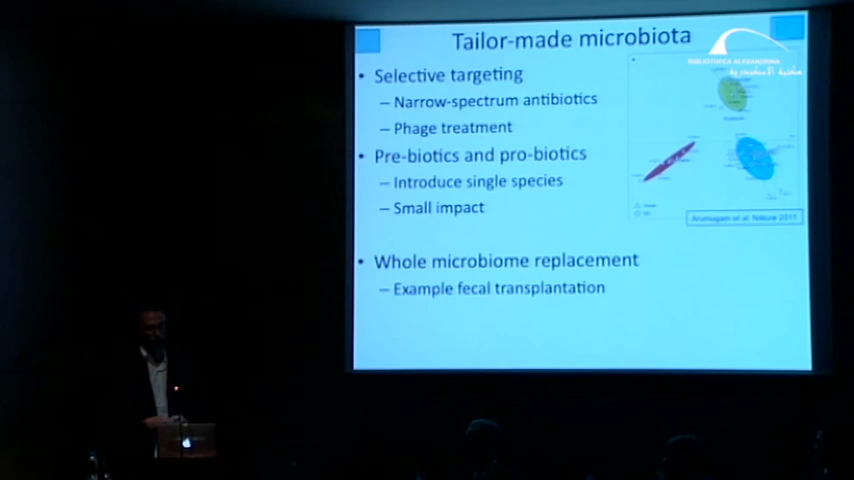 Tailor-made microbiota
BIBLIOTHECA ALEXANDRINA
مكتبة الإسكندرية
• Selective targeting
– Narrow-spectrum antibiotics
– Phage treatment
• Pre-biotics and pro-biotics
– Introduce single species
– Small impact
Arumugam et al. Nature 2011
• Whole microbiome replacement
– Example fecal transplantation